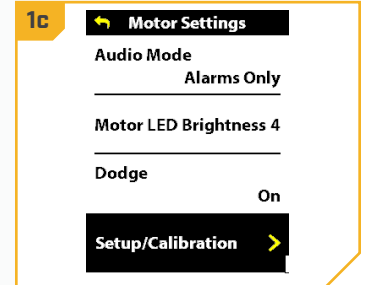 1c
Motor Settings
Audio Mode
Alarms Only
Motor LED Brightness 4
Dodge
On
Setup/Calibration